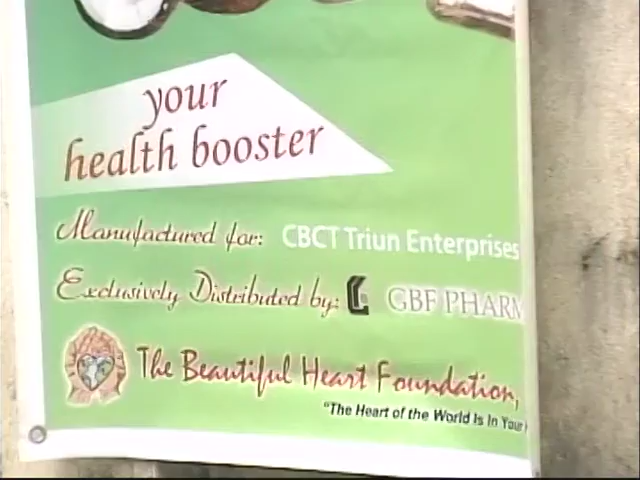 your
health booster
Manufactured for: CBCT Triun Enterprises
Exclusively Distributed by: GBF PHARM
The Beautiful Heart Foundation,
"The Heart of the World Is In Your